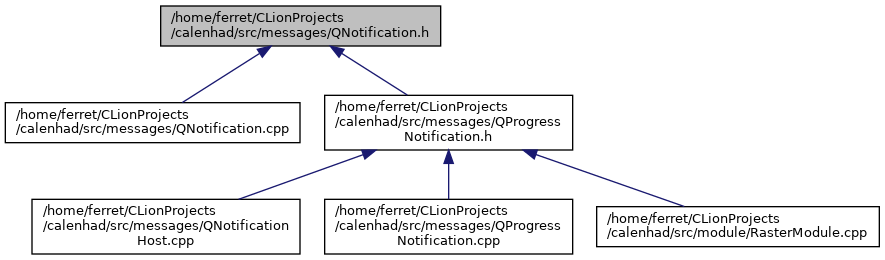 /home/ferret/CLionProjects
/calenhad/src/messages/QNotification.h
/home/ferret/CLionProjects
/calenhad/src/messages/QNotification.cpp
/home/ferret/CLionProjects
/calenhad/src/messages/QProgress
Notification.h
/home/ferret/CLionProjects
/calenhad/src/messages/QNotification
Host.cpp
/home/ferret/CLionProjects
/calenhad/src/messages/QProgress
Notification.cpp
/home/ferret/CLionProjects
/calenhad/src/module/RasterModule.cpp